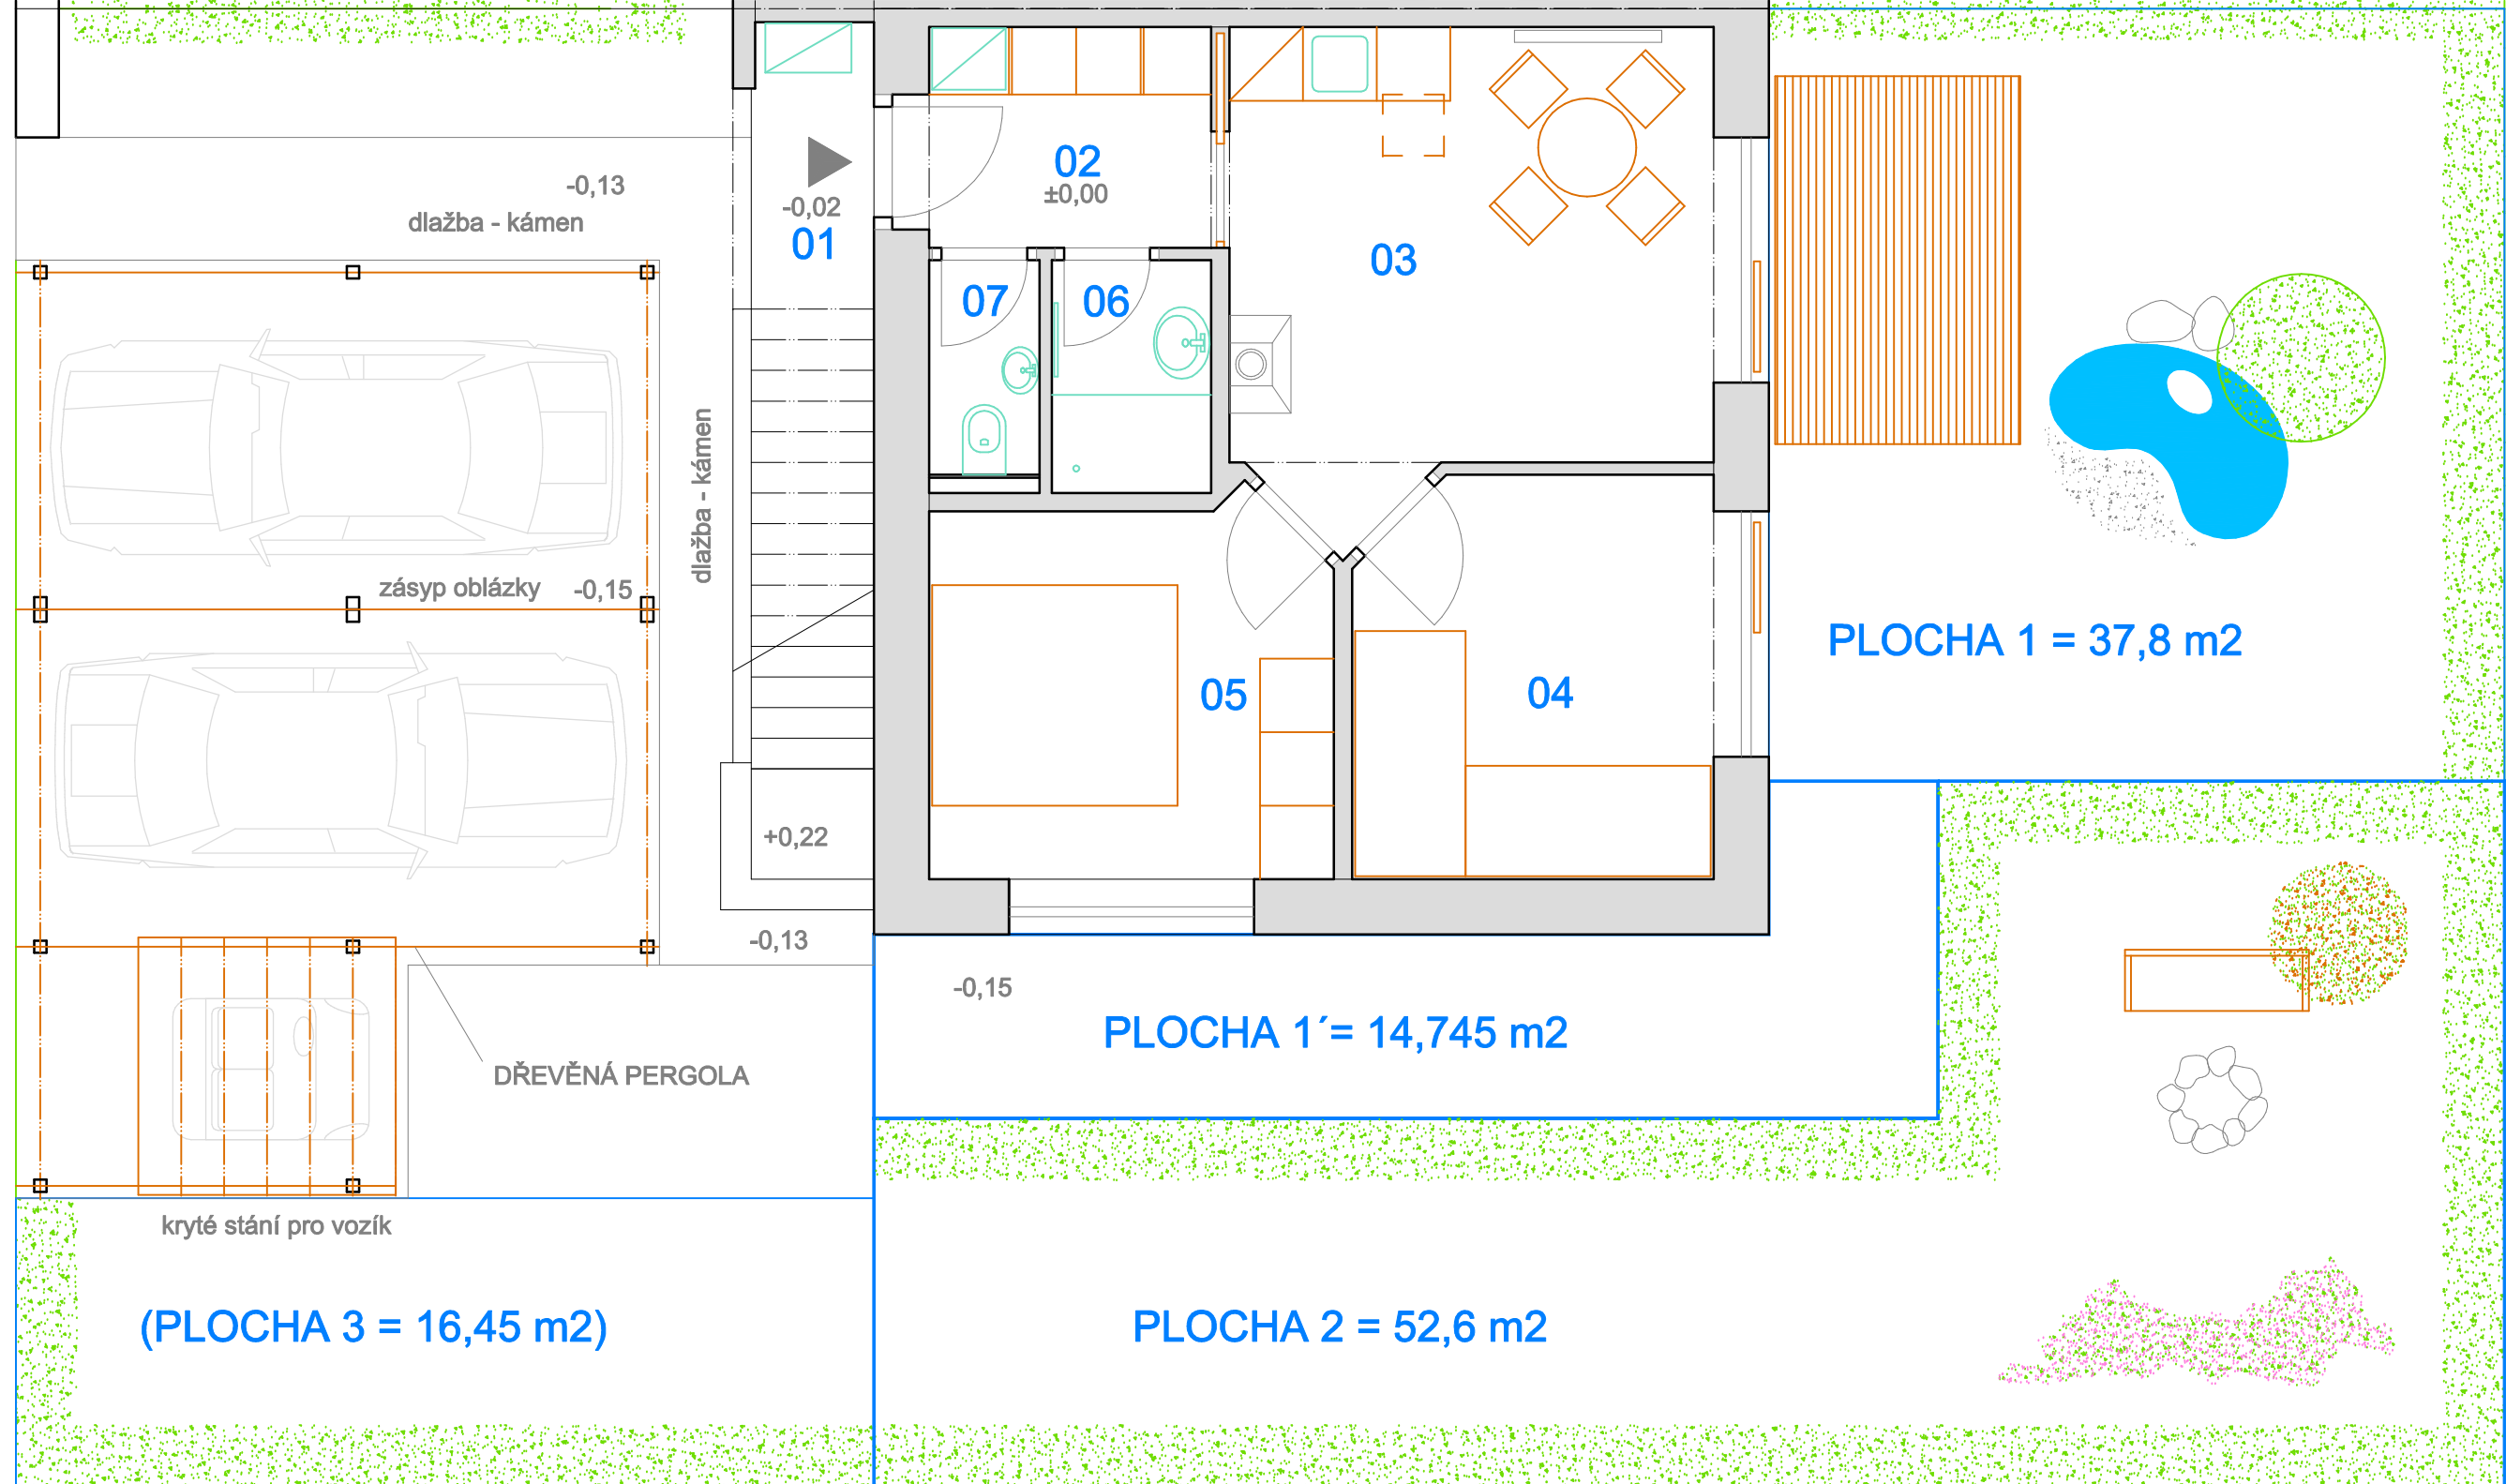 -0,13
dlažba - kámen
-0,02
01
02
±0,00
03
07
06
dlažba - kámen
zásyp oblázky
-0,15
05
04
PLOCHA 1 = 37,8 m2
+0,22
-0,13
-0,15
PLOCHA 1´= 14,745 m2
DŘEVĚNÁ PERGOLA
kryté stání pro vozík
(PLOCHA 3 = 16,45 m2)
PLOCHA 2 = 52,6 m2